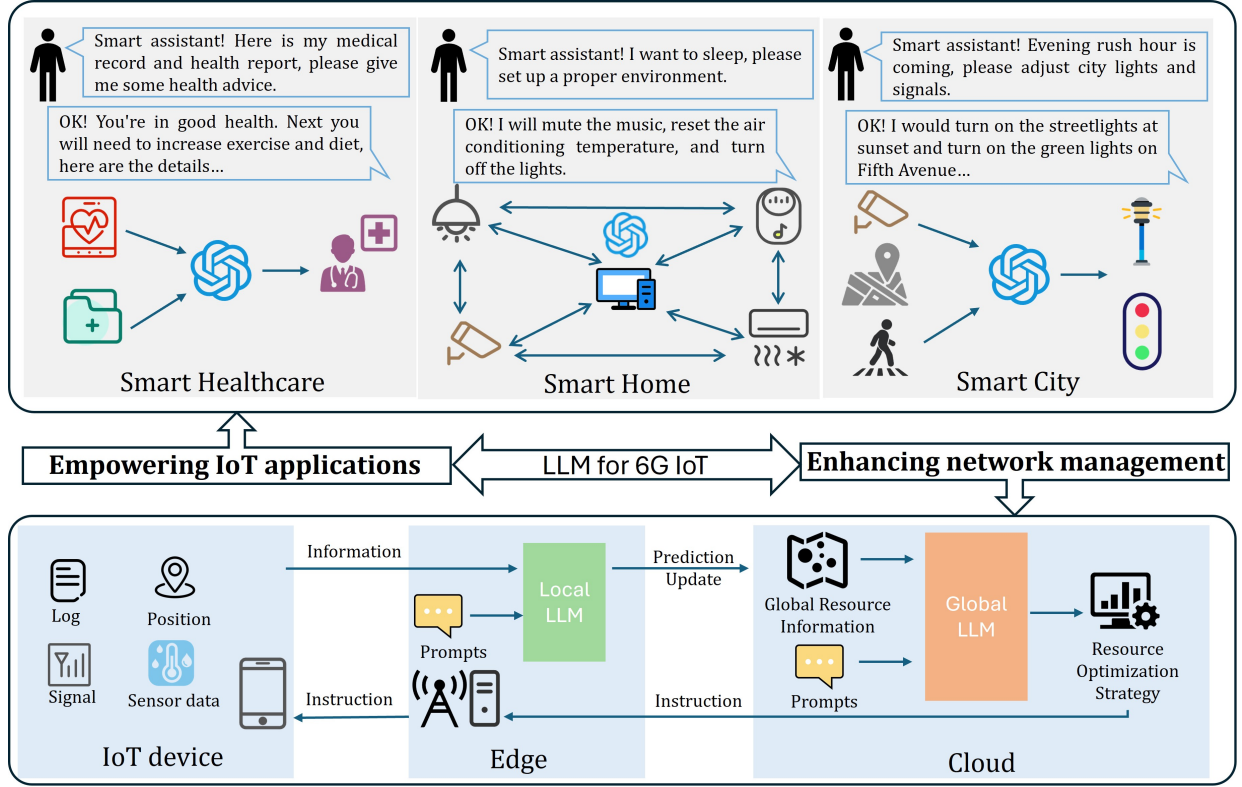 Smart assistant! Here is my medical
record and health report, please give
me some health advice.
OK! You're in good health. Next you
will need to increase exercise and diet,
here are the details…
Smart Healthcare
Smart assistant! I want to sleep, please
set up a proper environment.
OK! I will mute the music, reset the air
conditioning temperature, and turn
off the lights.
Smart Home
Smart assistant! Evening rush hour is
coming, please adjust city lights and
signals.
OK! I would turn on the streetlights at
sunset and turn on the green lights on
Fifth Avenue…
Smart City
Empowering IoT applications
LLM for 6G IoT
Enhancing network management
Log
Position
Signal
Sensor data
IoT device
Information
Instruction
Prompts
Local
LLM
Edge
Prediction
Update
Instruction
Global Resource
Information
Prompts
Global
LLM
Resource
Optimization
Strategy
Cloud